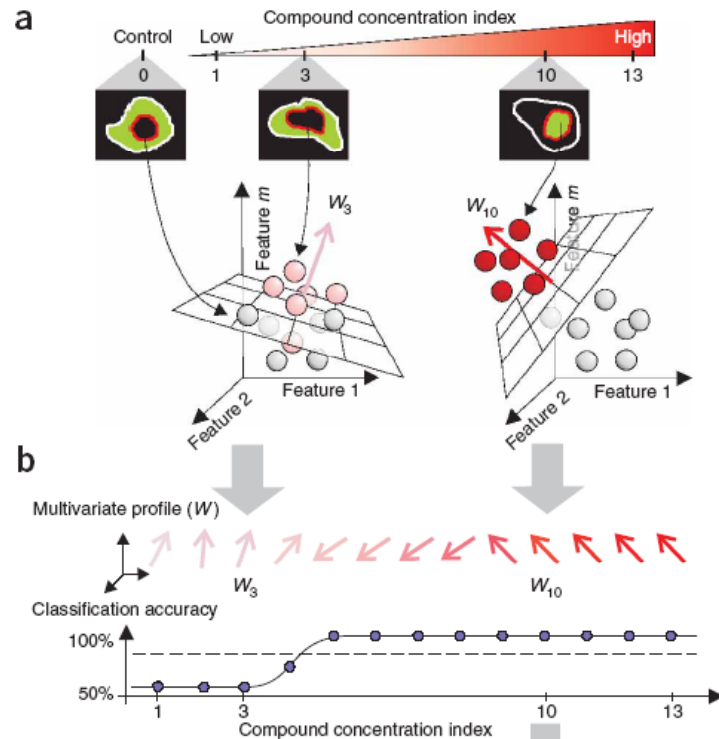 a
Compound concentration index
Control
Low
High
0
1
3
10
13
W3
Feature m
Feature 1
Feature 2
W10
Feature m
Feature 1
Feature 2
b
Multivariate profile (W)
W3
W10
Classification accuracy
100%
50%
1
3
10
13
Compound concentration index